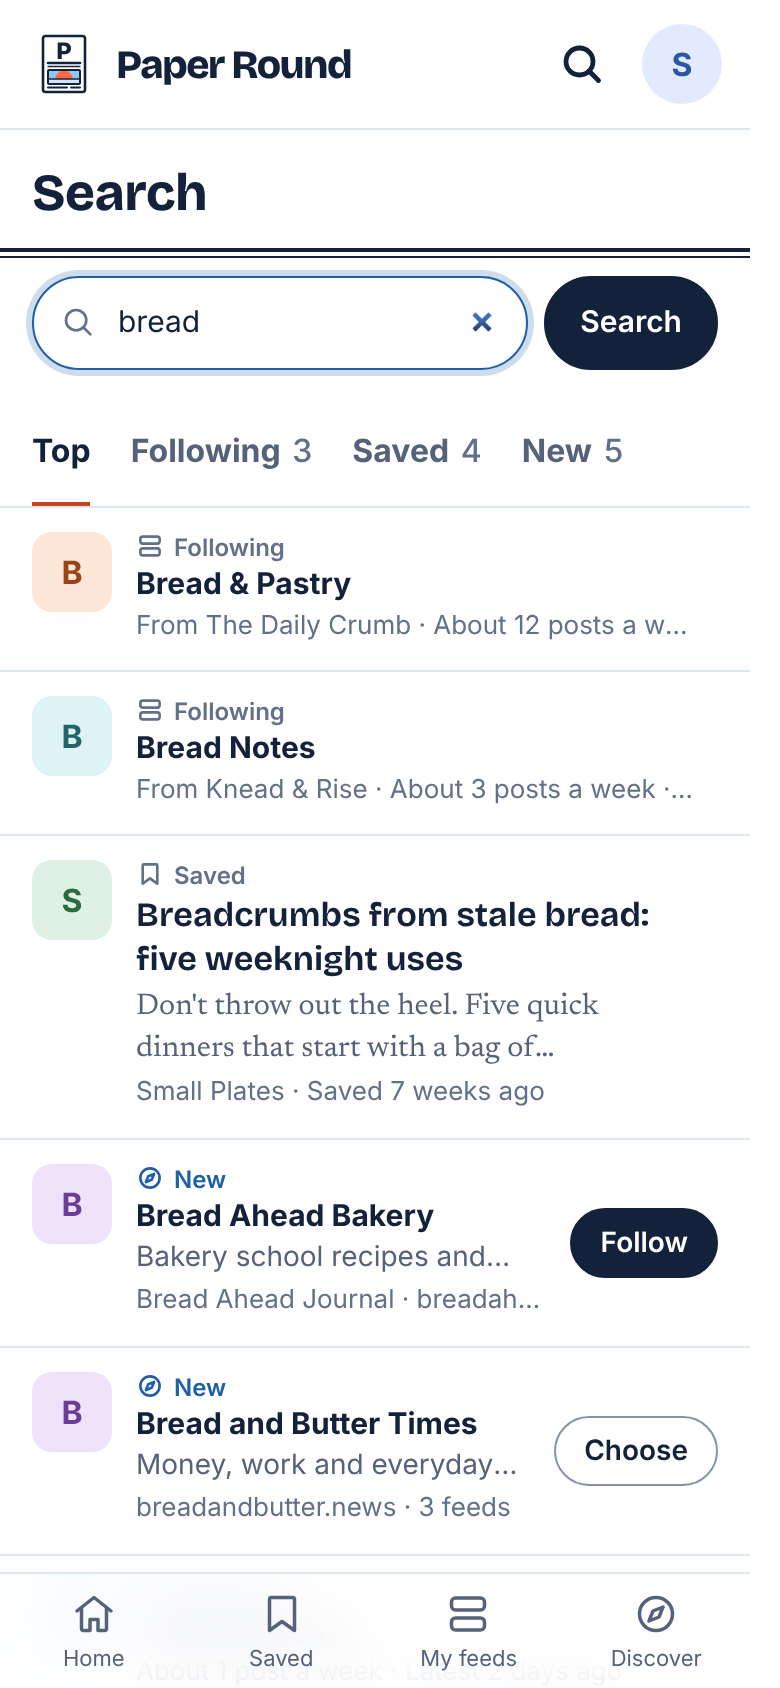 P
Paper Round
S
Search
bread
Search
Top Following 3 Saved 4 New 5
B
Following
Bread & Pastry
From The Daily Crumb · About 12 posts a w...
B
Following
Bread Notes
From Knead & Rise · About 3 posts a week ·...
S
Saved
Breadcrumbs from stale bread:
five weeknight uses
Don't throw out the heel. Five quick
dinners that start with a bag of...
Small Plates · Saved 7 weeks ago
B
New
Bread Ahead Bakery
Bakery school recipes and...
Bread Ahead Journal · breadah...
Follow
B
New
Bread and Butter Times
Money, work and everyday...
breadandbutter.news · 3 feeds
Choose
Home Saved My feeds Discover
About 1 post a week · Latest 2 days ago